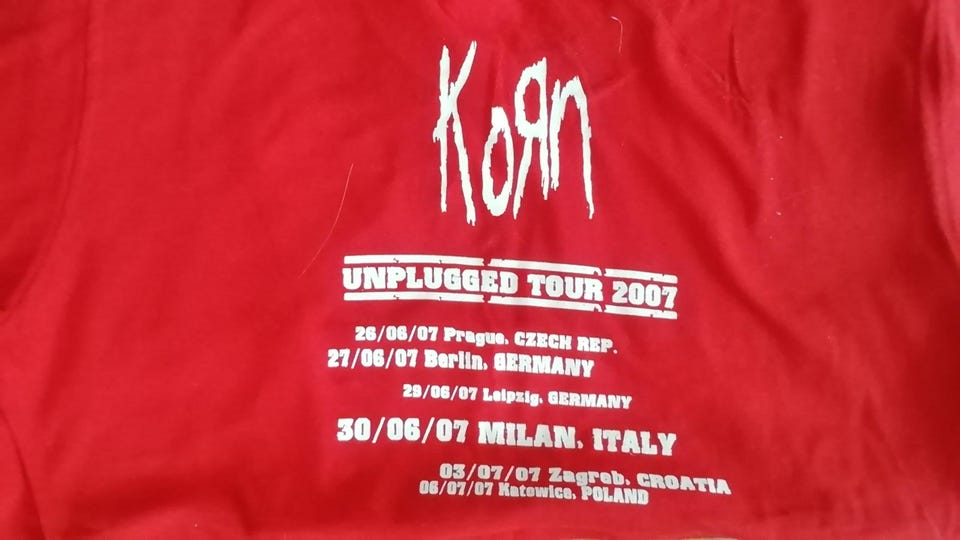 KoЯn
UNPLUGGED TOUR 2007
26/06/07 Prague, CZECH REP.
27/06/07 Berlin, GERMANY
29/06/07 Leipzig, GERMANY
30/06/07 MILAN, ITALY
03/07/07 Zagreb, CROATIA
06/07/07 Katowice, POLAND